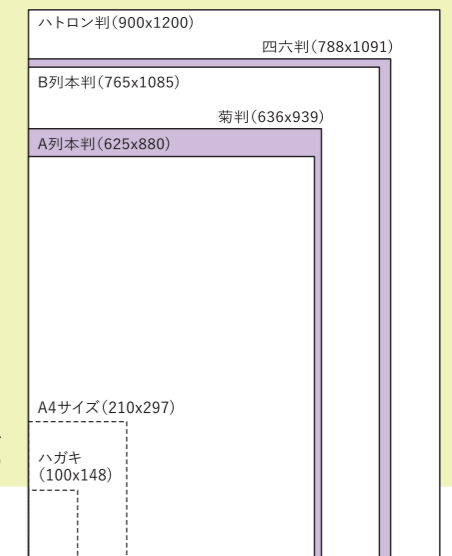 ハトロン判(900x1200)
四六判(788x1091)
B列本判(765x1085)
菊判(636x939)
A列本判(625x880)
A4サイズ(210x297)
ハガキ
(100x148)